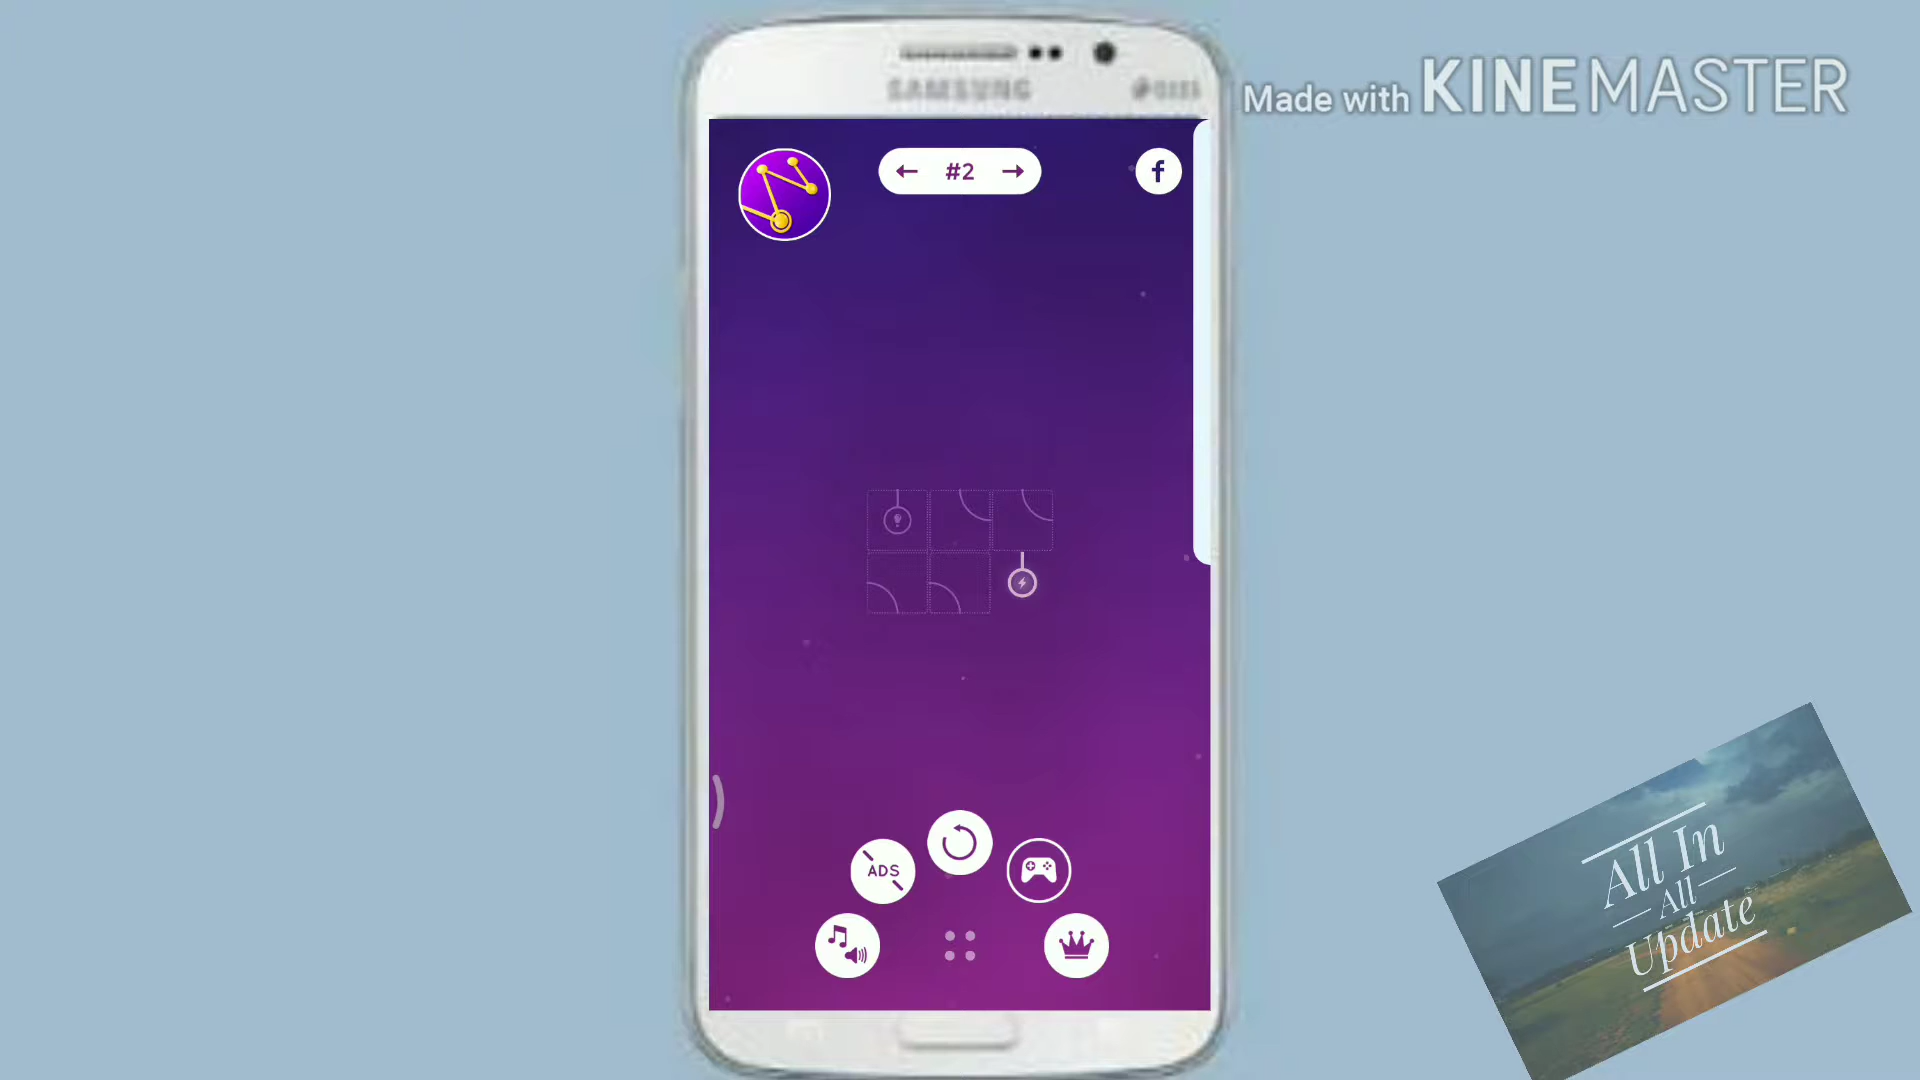 SAMSUNG
Made with KINEMASTER
#2
f
ADS
All In
All
Update